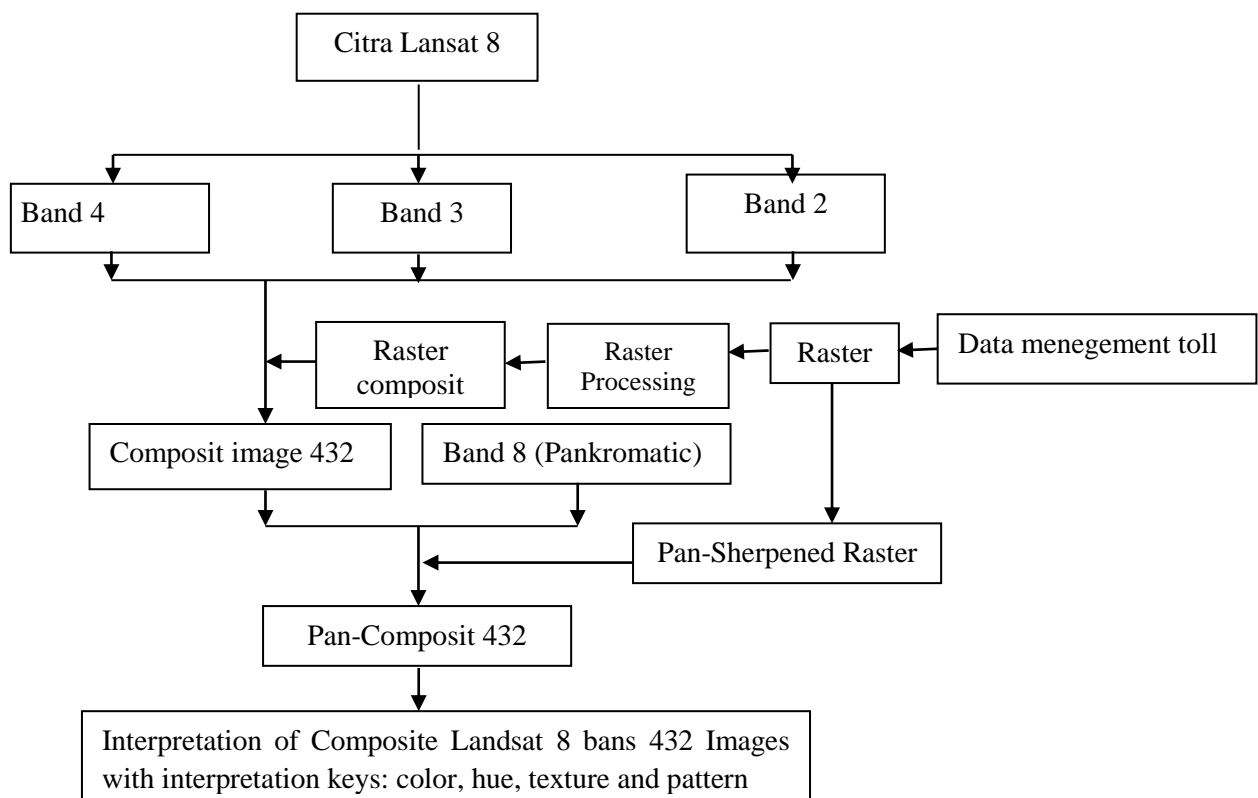 Citra Lansat 8
Band 4
Band 3
Band 2
Raster
composit
Raster
Processing
Raster
Data menegement toll
Composit image 432
Band 8 (Pankromatic)
Pan-Sherpened Raster
Pan-Composit 432
Interpretation of Composite Landsat 8 bans 432 Images
with interpretation keys: color, hue, texture and pattern